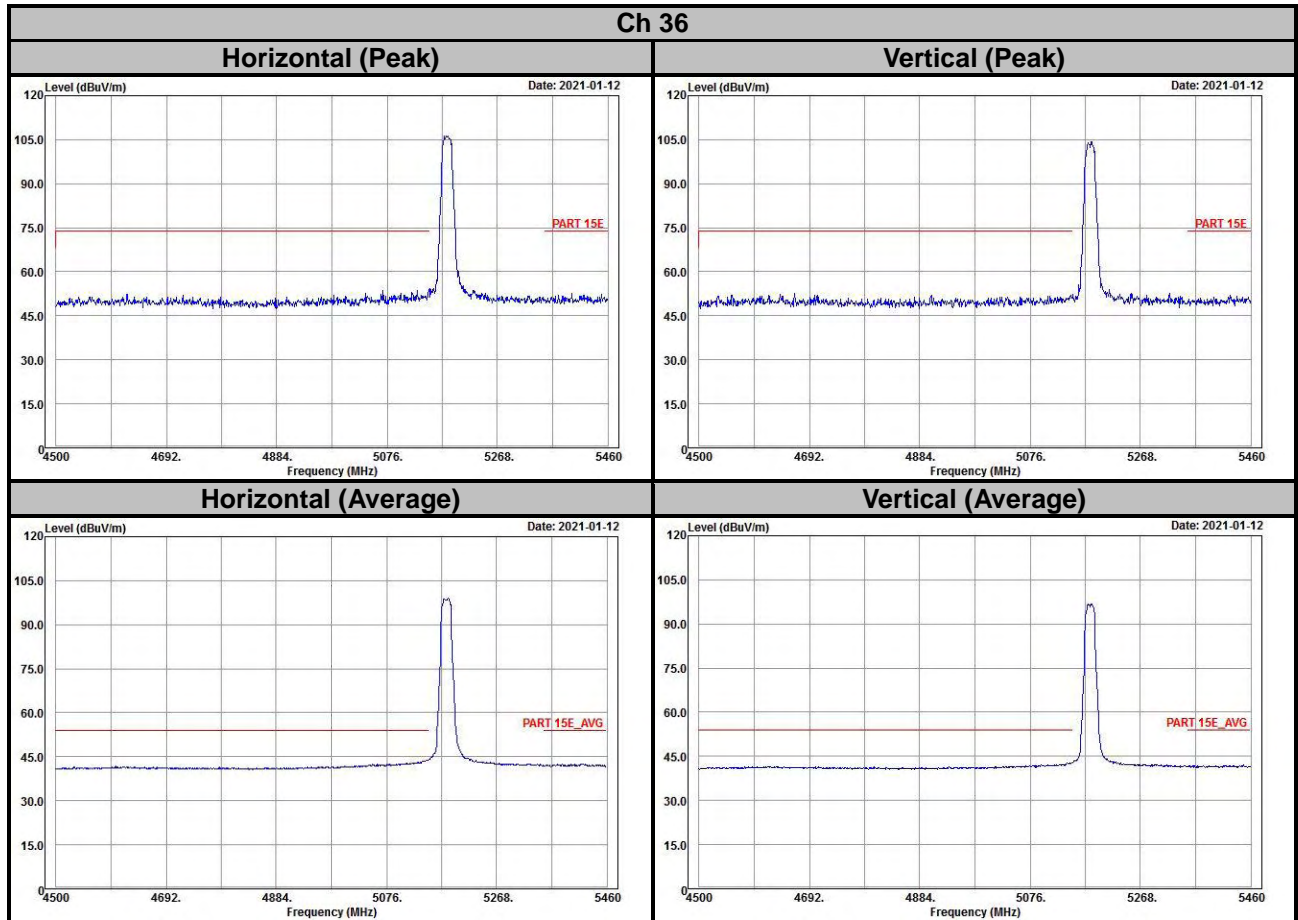 Ch 36
Horizontal (Peak)
Vertical (Peak)
Level (dBuV/m)
Date: 2021-01-12
120
105.0
90.0
75.0
60.0
45.0
30.0
15.0
0
PART 15E
4500
4692.
4884.
5076.
5268.
5460
Frequency (MHz)
Level (dBuV/m)
Date: 2021-01-12
120
105.0
90.0
75.0
60.0
45.0
30.0
15.0
0
PART 15E
4500
4692.
4884.
5076.
5268.
5460
Frequency (MHz)
Horizontal (Average)
Vertical (Average)
Level (dBuV/m)
Date: 2021-01-12
120
105.0
90.0
75.0
60.0
45.0
30.0
15.0
0
PART 15E_AVG
4500
4692.
4884.
5076.
5268.
5460
Frequency (MHz)
Level (dBuV/m)
Date: 2021-01-12
120
105.0
90.0
75.0
60.0
45.0
30.0
15.0
0
PART 15E_AVG
4500
4692.
4884.
5076.
5268.
5460
Frequency (MHz)